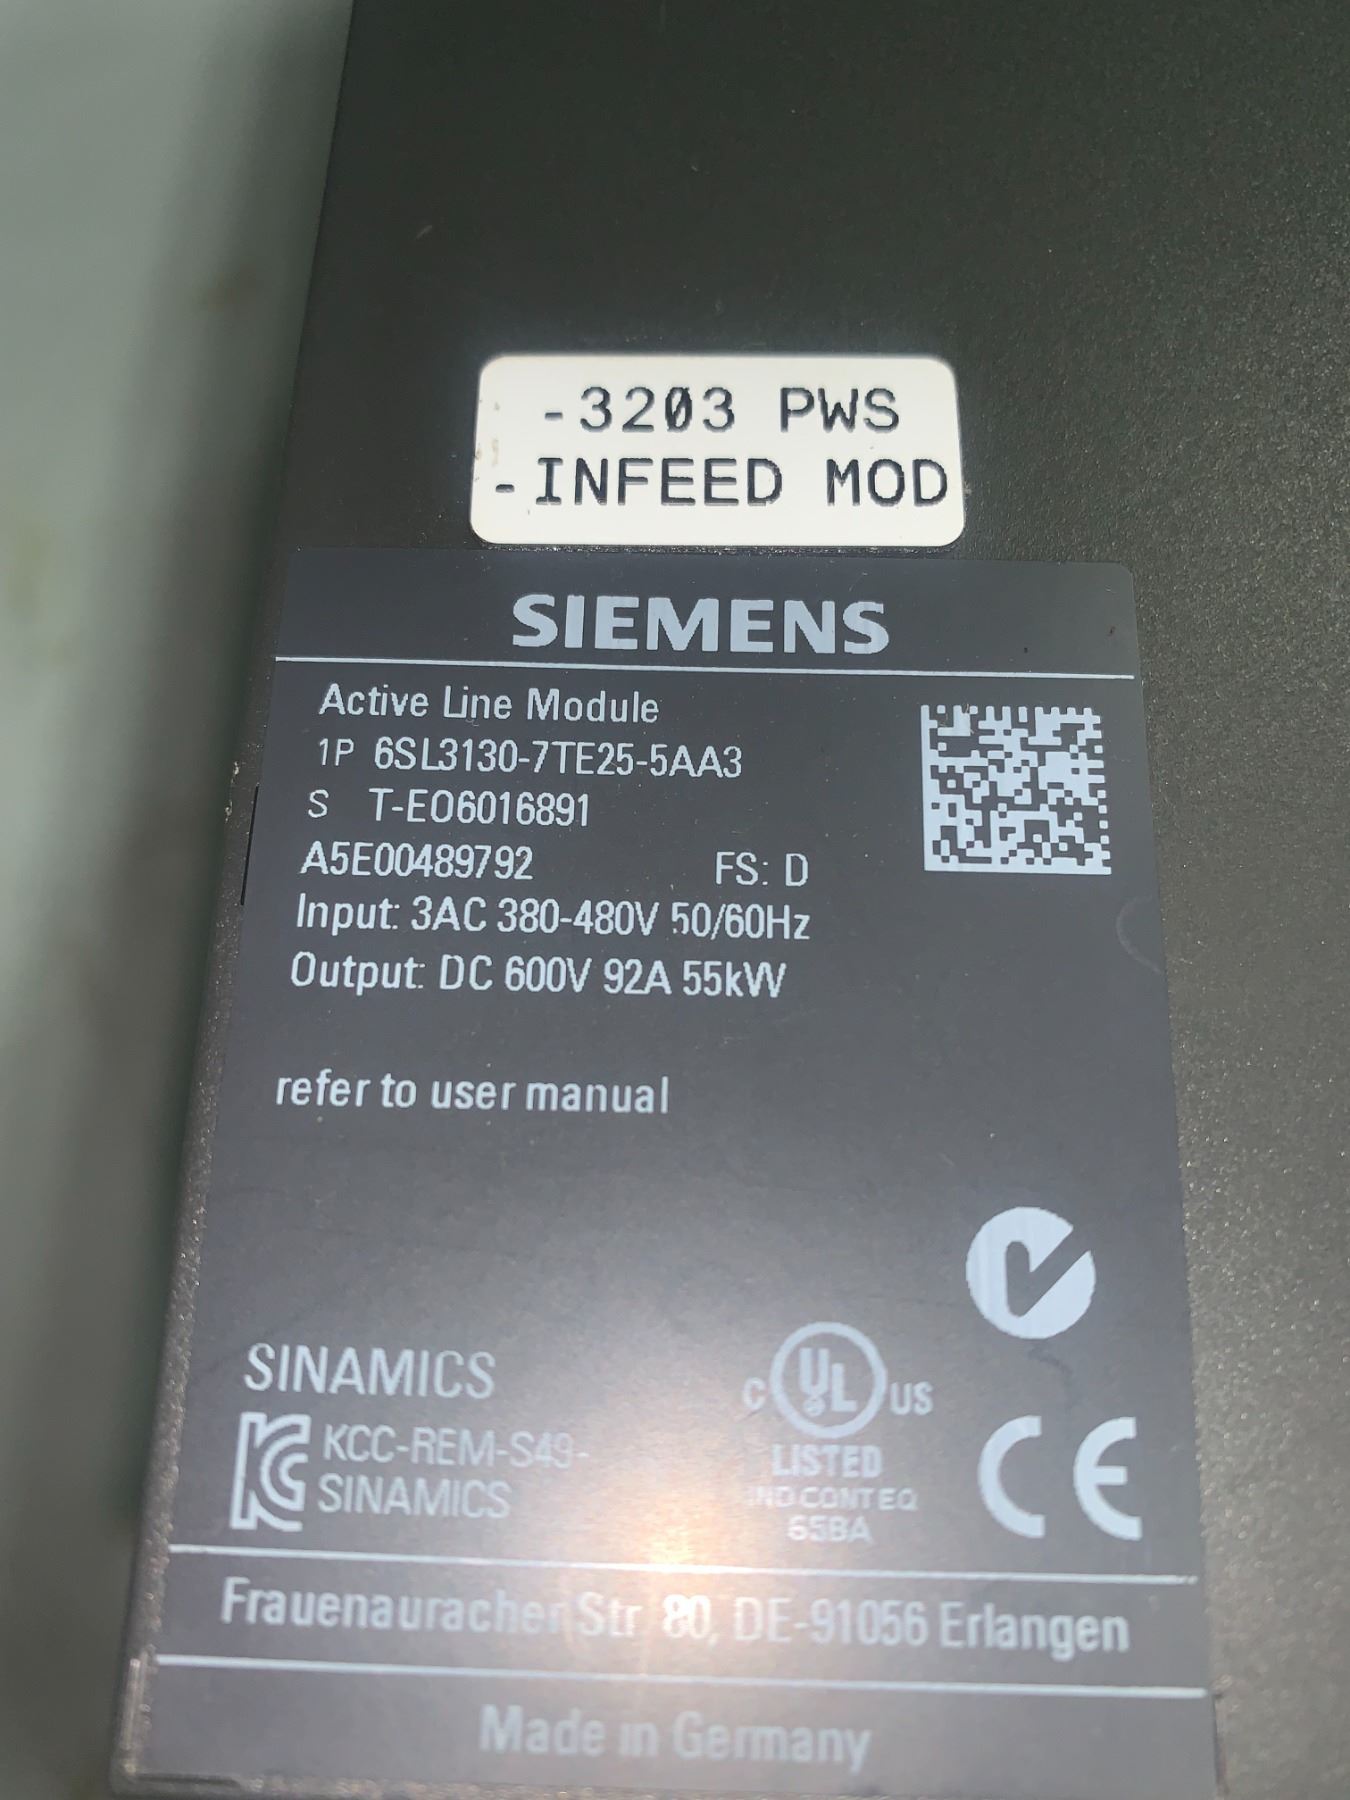 -3203 PWS
-INFEED MOD
SIEMENS
Active Line Module
1P 6SL3130-7TE25-5AA3
S T-EO6016891
A5E00489792 FS: D
Input: 3AC 380-480V 50/60Hz
Output: DC 600V 92A 55kW
refer to user manual
SINAMICS
KCC-REM-S49-
SINAMICS
C UL US
LISTED
IND CONT EQ
65BA
CE
Frauenauracher Str 80, DE-91056 Erlangen
Made in Germany